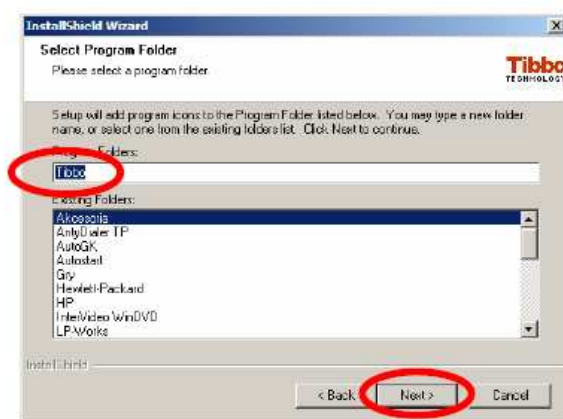 InstallShield Wizard
Select Program Folder
Please select a program folder.
Tibbo
TECHNOLOGY
Setup will add program icons to the Program Folder listed below. You may type a new folder
name, or select one from the existing folders list. Click Next to continue.
Program Folders:
Tibbo
Existing Folders:
Akcesoria
AntyDialer TP
AutoGK
Autostart
Gry
Hewlett-Packard
HP
InterVideo WinDVD
LP-Works
InstallShield
< Back
Next >
Cancel